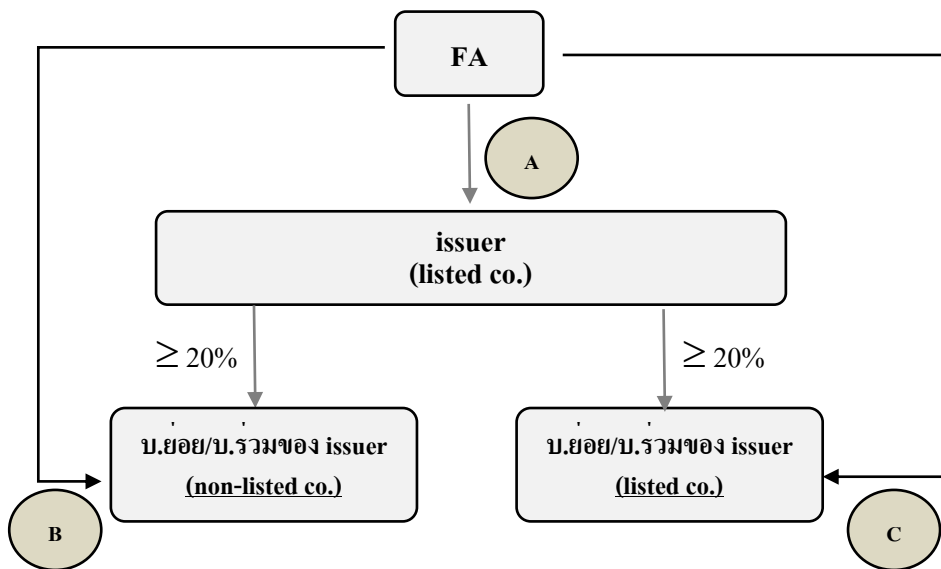 FA
A
issuer
(listed co.)
≥ 20%
≥ 20%
บ.ย่อย/บ.ร่วมของ issuer
(non-listed co.)
บ.ย่อย/บ.ร่วมของ issuer
(listed co.)
B
C